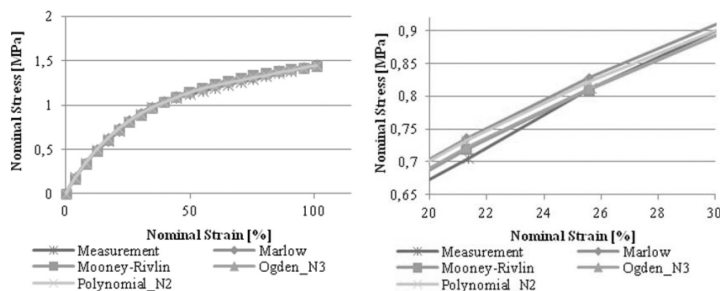 2
1,5
1
0,5
0
0
50
100
Nominal Stress [MPa]
Nominal Strain [%]
Measurement
Marlow
Mooney-Rivlin
Ogden_N3
Polynomial_N2
0,9
0,85
0,8
0,75
0,7
0,65
20
22
24
26
28
30
Nominal Stress [MPa]
Nominal Strain [%]
Measurement
Marlow
Mooney-Rivlin
Ogden_N3
Polynomial_N2